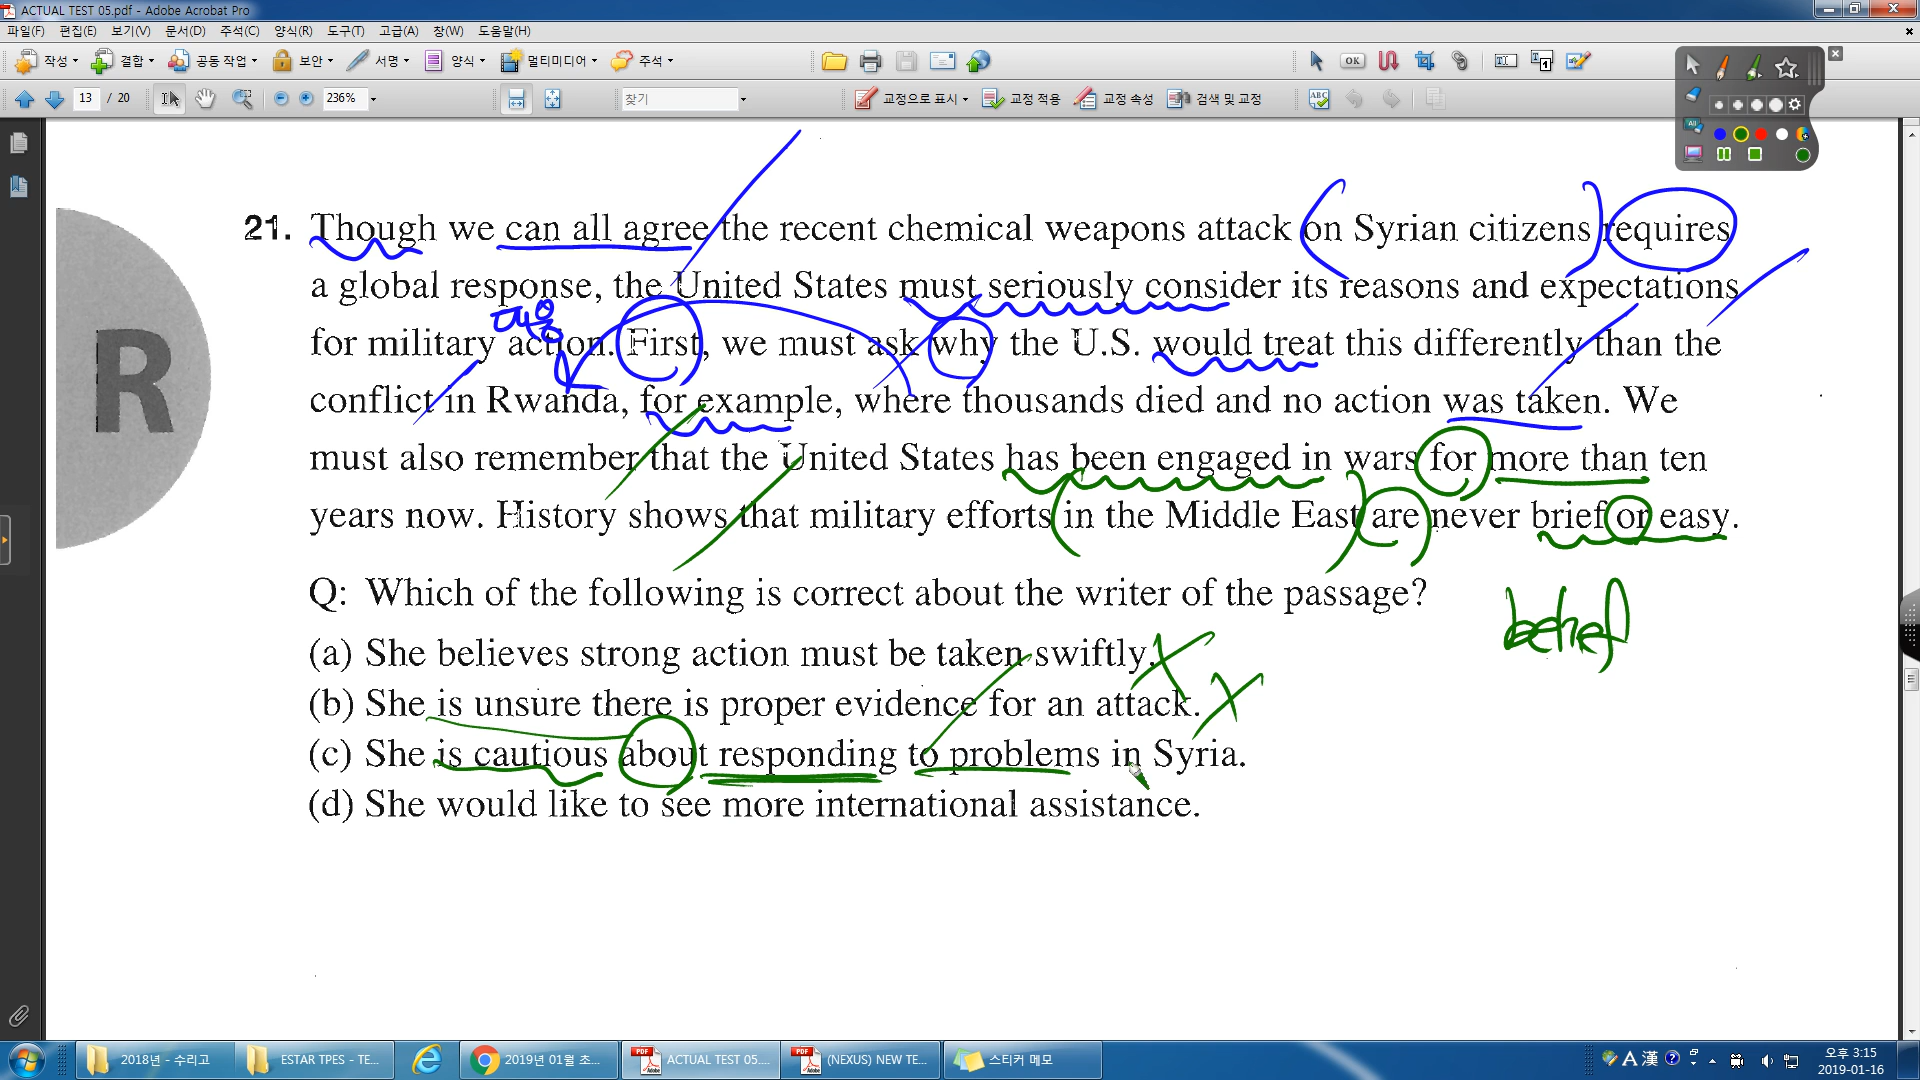 ACTUAL TEST 05.pdf - Adobe Acrobat Pro
파일(F) 편집(E) 보기(V) 문서(D) 주석(C) 양식(R) 도구(T) 고급(A) 창(W) 도움말(H)
작성 결합 공동 작업 보안 서명 양식 멀티미디어 주석 OK
13 / 20 236% 찾기 교정으로 표시 교정 적용 교정 속성 검색 및 교정
R
21. Though we can all agree the recent chemical weapons attack on Syrian citizens requires
a global response, the United States must seriously consider its reasons and expectations
for military action. First, we must ask why the U.S. would treat this differently than the
conflict in Rwanda, for example, where thousands died and no action was taken. We
must also remember that the United States has been engaged in wars for more than ten
years now. History shows that military efforts in the Middle East are never brief or easy.
Q: Which of the following is correct about the writer of the passage?
(a) She believes strong action must be taken swiftly.
(b) She is unsure there is proper evidence for an attack.
(c) She is cautious about responding to problems in Syria.
(d) She would like to see more international assistance.
2018년 - 수리고 ESTAR TPES - TE... 2019년 01월 초... ACTUAL TEST 05.... (NEXUS) NEW TE... 스티커 메모 A 漢
오후 3:15
2019-01-16